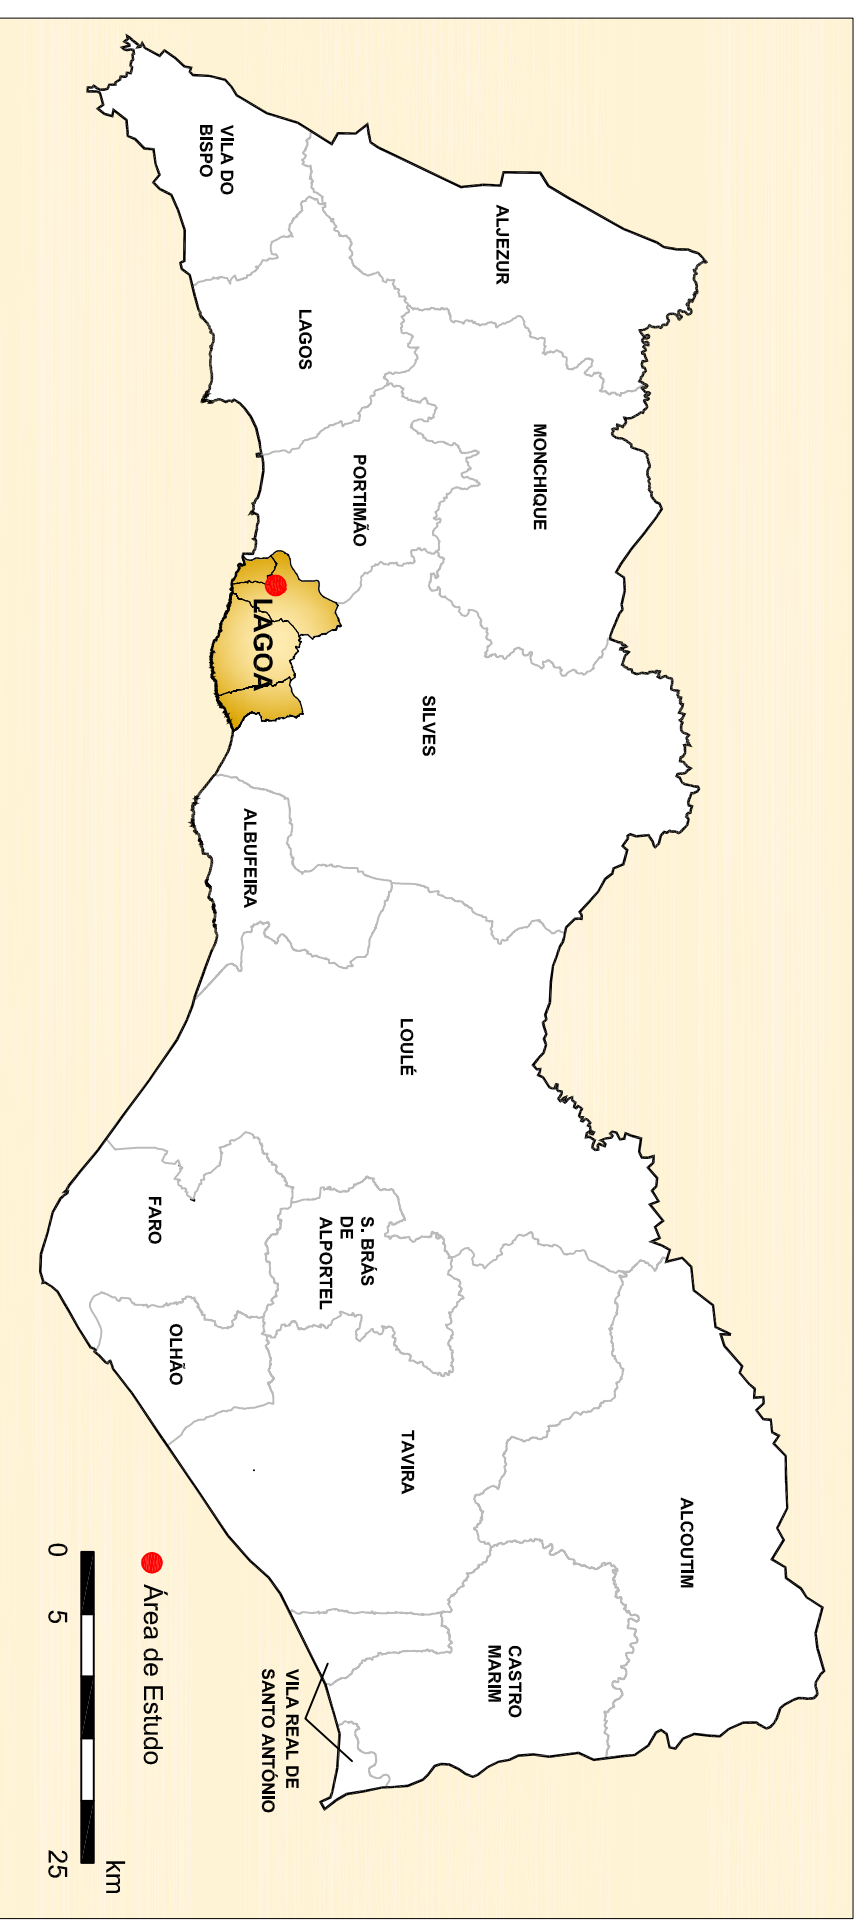 ALCOUTIM
ALJEZUR
MONCHIQUE
CASTRO
MARIM
SILVES
LOULÉ
TAVIRA
S. BRÁS
DE
ALPORTEL
PORTIMÃO
LAGOS
VILA REAL DE
SANTO ANTÓNIO
LAGOA
ALBUFEIRA
VILA DO
BISPO
OLHÃO
FARO
Área de Estudo
km
0 5 25